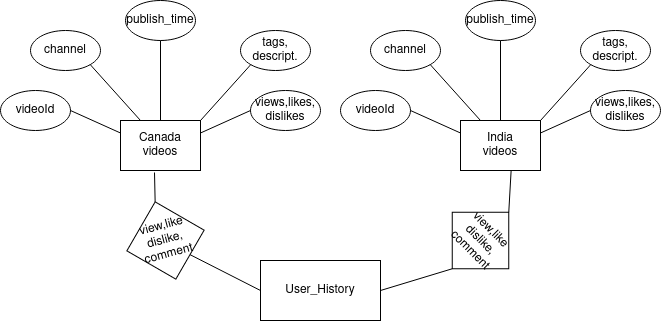 publish_time
channel
tags,
descript.
videoId
views,likes,
dislikes
Canada
videos
publish_time
channel
tags,
descript.
videoId
views,likes,
dislikes
India
videos
view,like
dislike,
comment
view,like
dislike,
comment
User_History